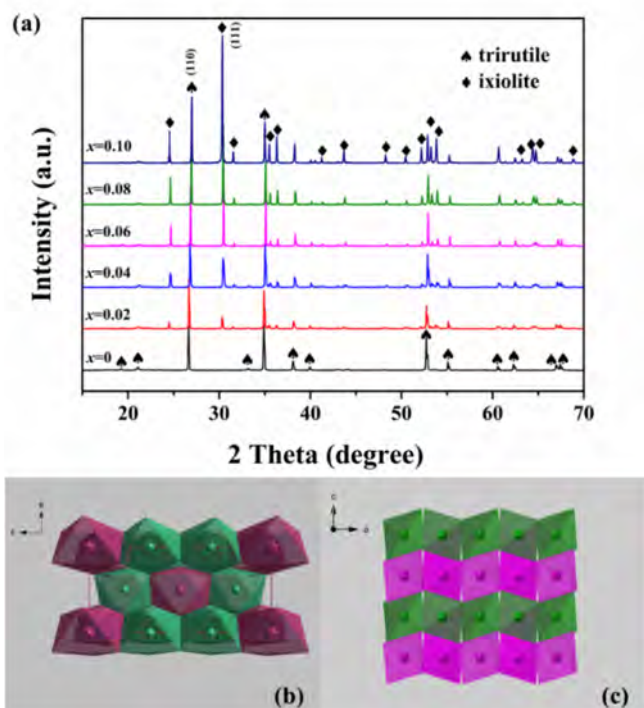 (a)
(110)
(111)
trirutile
ixiolite
x=0.10
x=0.08
x=0.06
x=0.04
x=0.02
x=0
Intensity (a.u.)
20 30 40 50 60 70
2 Theta (degree)
(b)
(c)